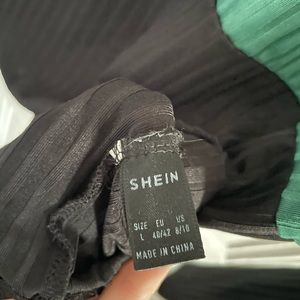 SHEIN
SIZE EU US
L 40/42 8/10
MADE IN CHINA